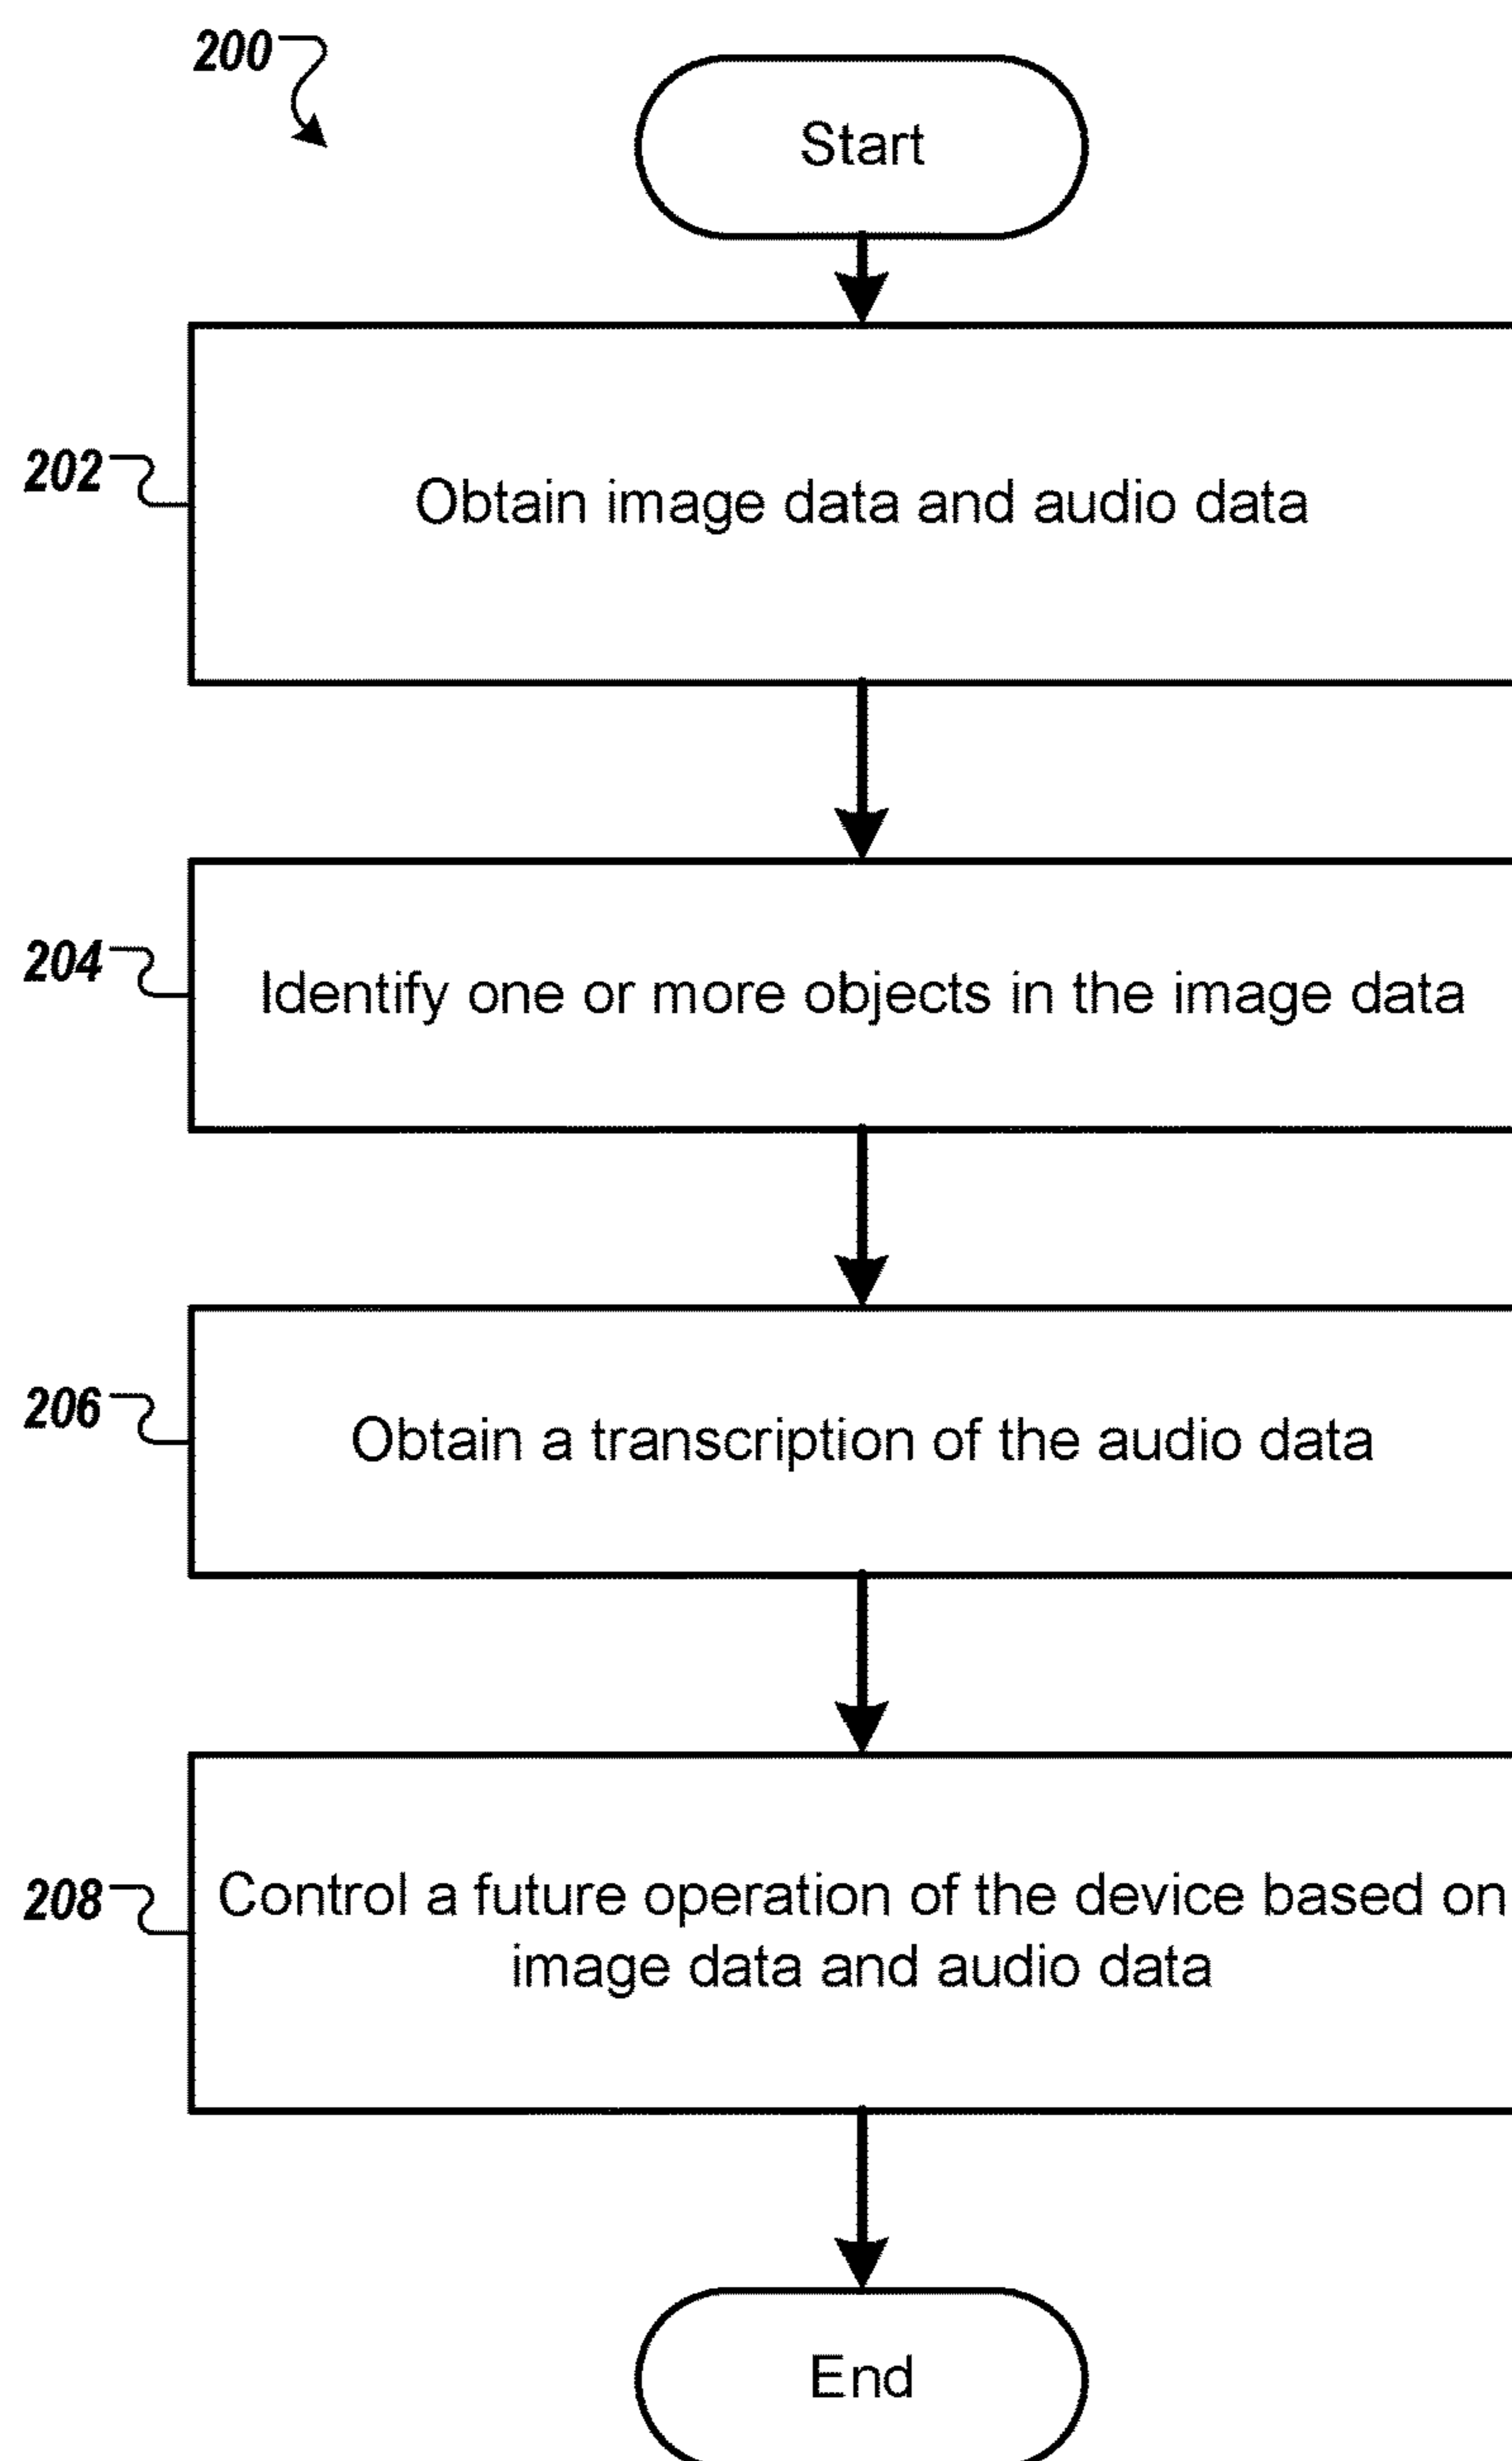 200
Start
202
Obtain image data and audio data
204
Identify one or more objects in the image data
206
Obtain a transcription of the audio data
208
Control a future operation of the device based on
image data and audio data
End